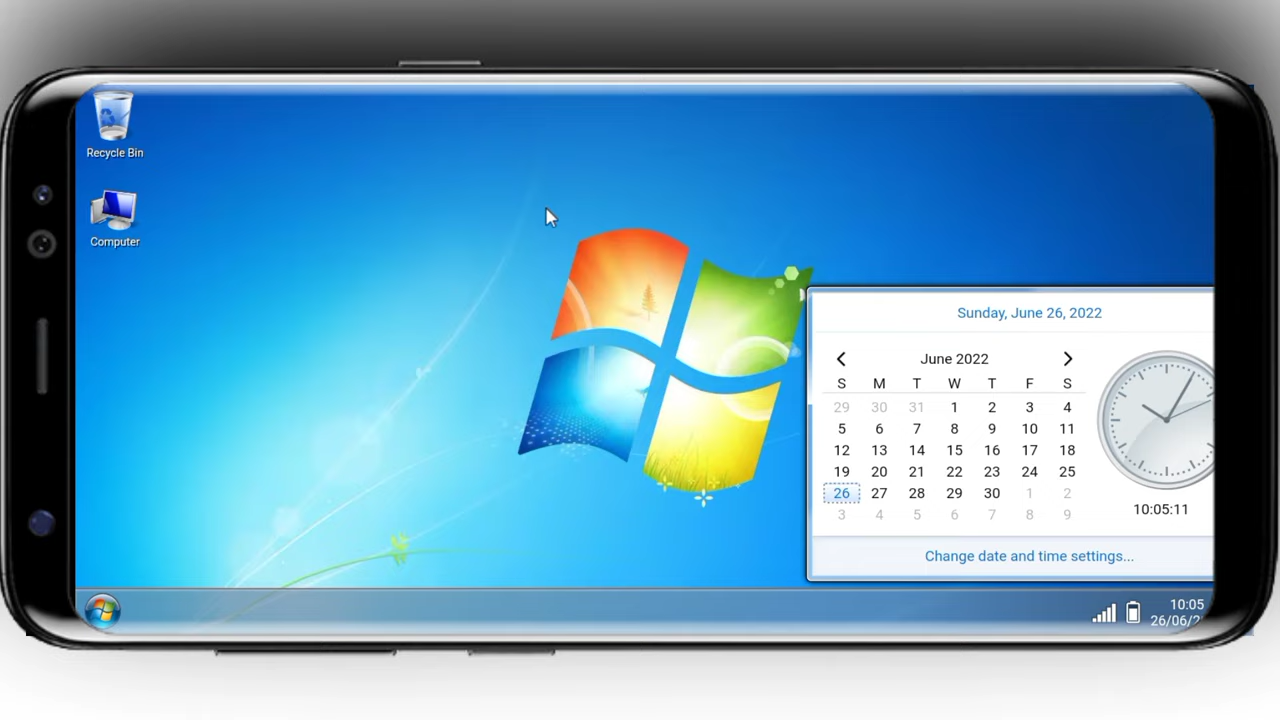 Recycle Bin
Computer
Sunday, June 26, 2022
June 2022
S M T W T F S
29 30 31 1 2 3 4
5 6 7 8 9 10 11
12 13 14 15 16 17 18
19 20 21 22 23 24 25
26 27 28 29 30 1 2
3 4 5 6 7 8 9
10:05:11
Change date and time settings...
10:05
26/06/2